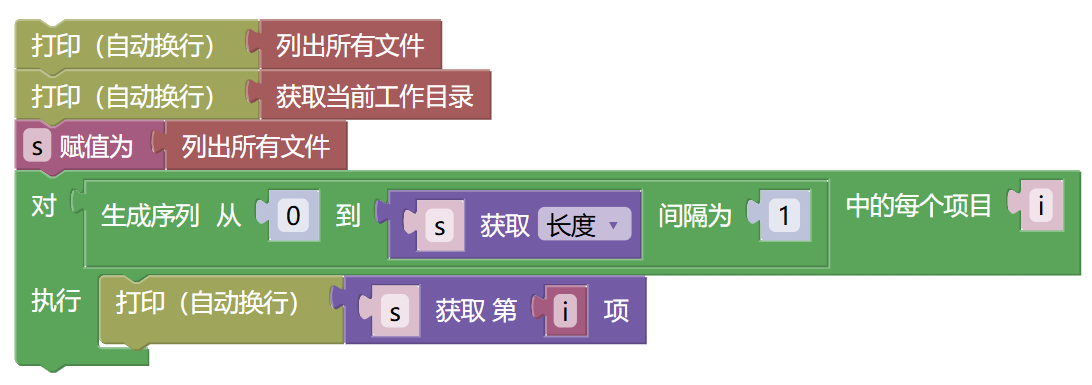 打印（自动换行） 列出所有文件
打印（自动换行） 获取当前工作目录
s 赋值为 列出所有文件
对 生成序列 从 0 到 s 获取 长度 间隔为 1 中的每个项目 i
执行 打印（自动换行） s 获取 第 i 项